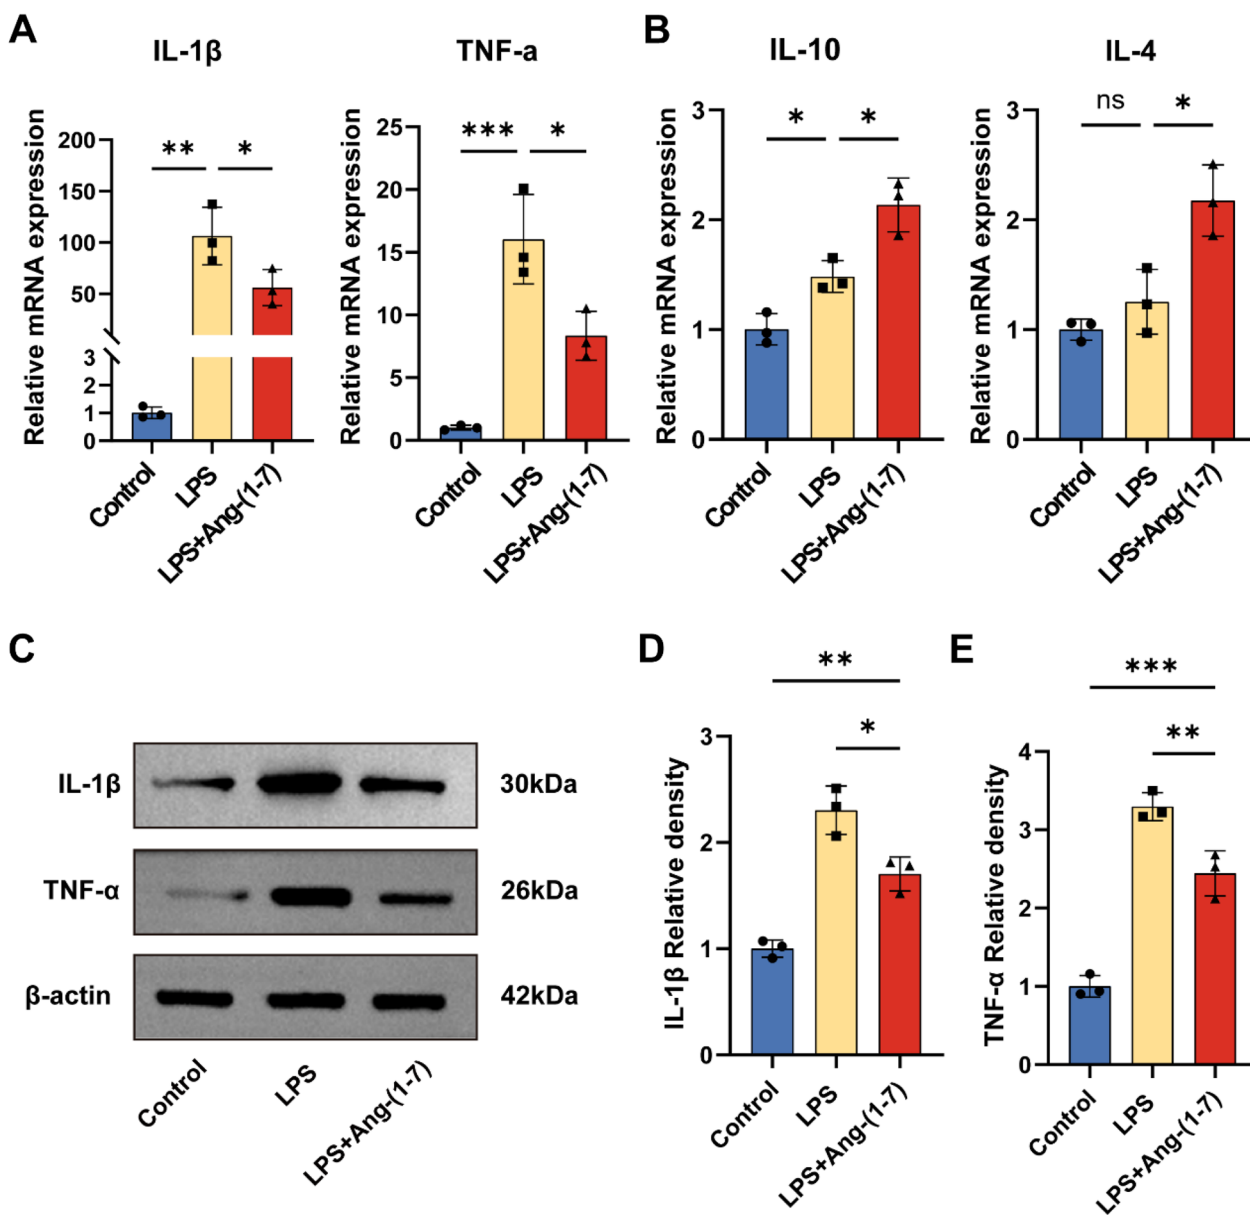 A
IL-1β
Relative mRNA expression
200
150
100
50
3
2
1
0
**
*
Control
LPS
LPS+Ang-(1-7)
TNF-a
Relative mRNA expression
25
20
15
10
5
0
***
*
Control
LPS
LPS+Ang-(1-7)
B
IL-10
Relative mRNA expression
3
2
1
0
*
*
Control
LPS
LPS+Ang-(1-7)
IL-4
Relative mRNA expression
3
2
1
0
ns
*
Control
LPS
LPS+Ang-(1-7)
C
IL-1β
30kDa
TNF-α
26kDa
β-actin
42kDa
Control
LPS
LPS+Ang-(1-7)
D
IL-1β Relative density
3
2
1
0
**
*
Control
LPS
LPS+Ang-(1-7)
E
TNF-α Relative density
4
3
2
1
0
***
**
Control
LPS
LPS+Ang-(1-7)